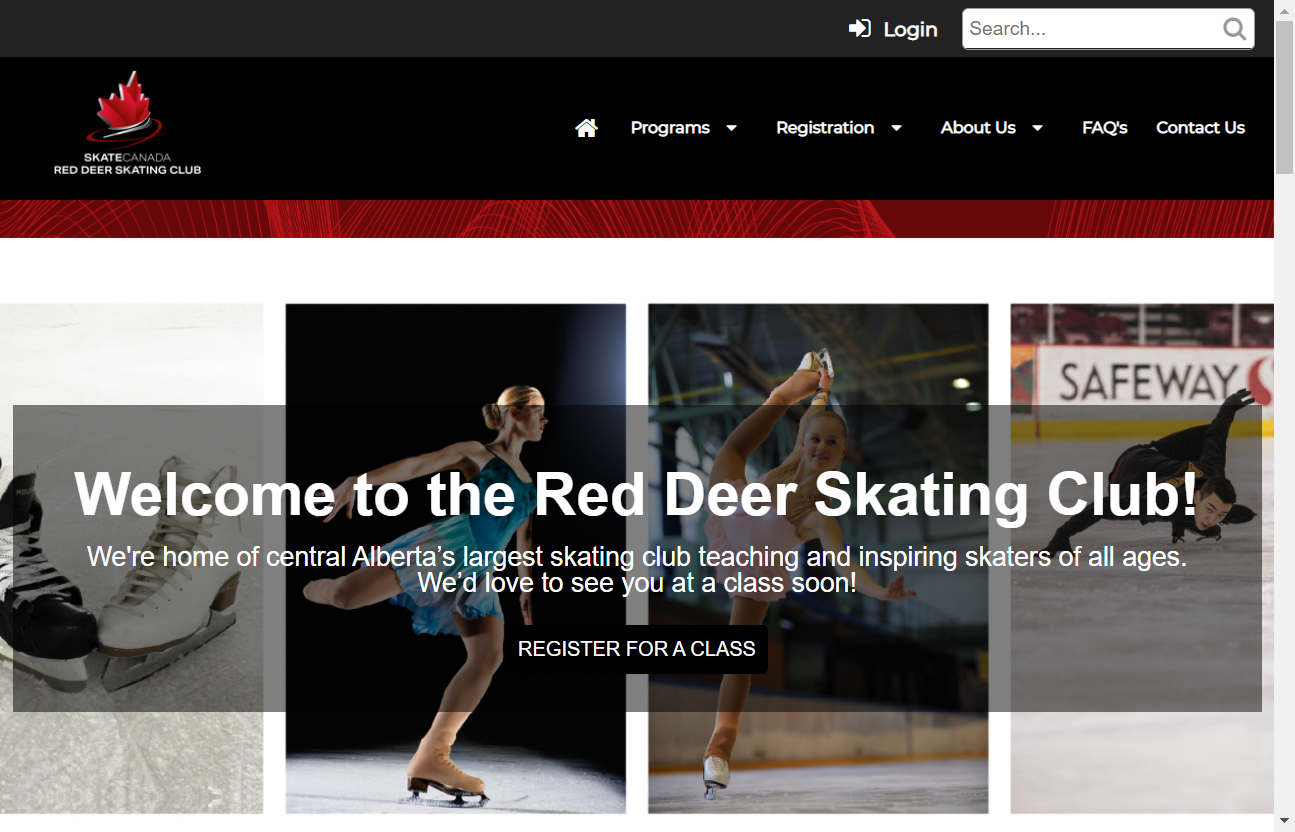 Login
Search...
SKATECANADA
RED DEER SKATING CLUB
Programs
Registration
About Us
FAQ's
Contact Us
SAFEWAY
Welcome to the Red Deer Skating Club!
We're home of central Alberta’s largest skating club teaching and inspiring skaters of all ages.
We’d love to see you at a class soon!
REGISTER FOR A CLASS